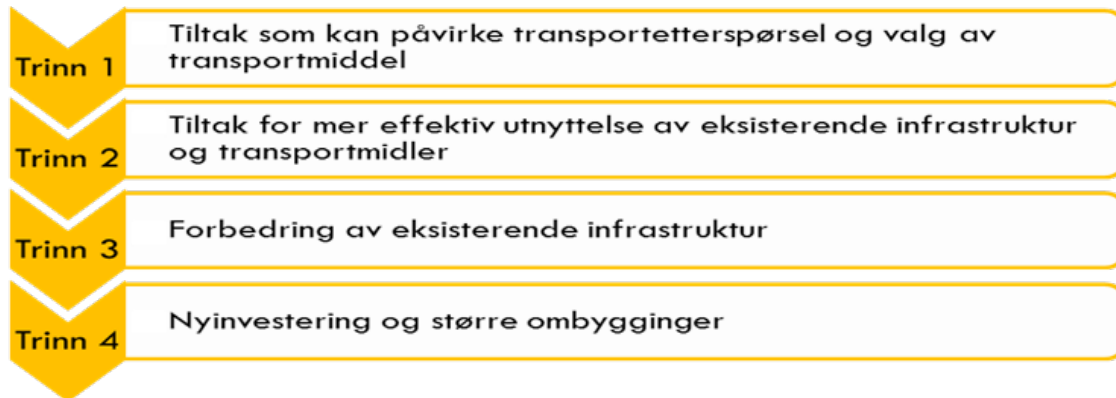 Trinn 1
Tiltak som kan påvirke transportetterspørsel og valg av
transportmiddel
Trinn 2
Tiltak for mer effektiv utnyttelse av eksisterende infrastruktur
og transportmidler
Trinn 3
Forbedring av eksisterende infrastruktur
Trinn 4
Nyinvestering og større ombygginger